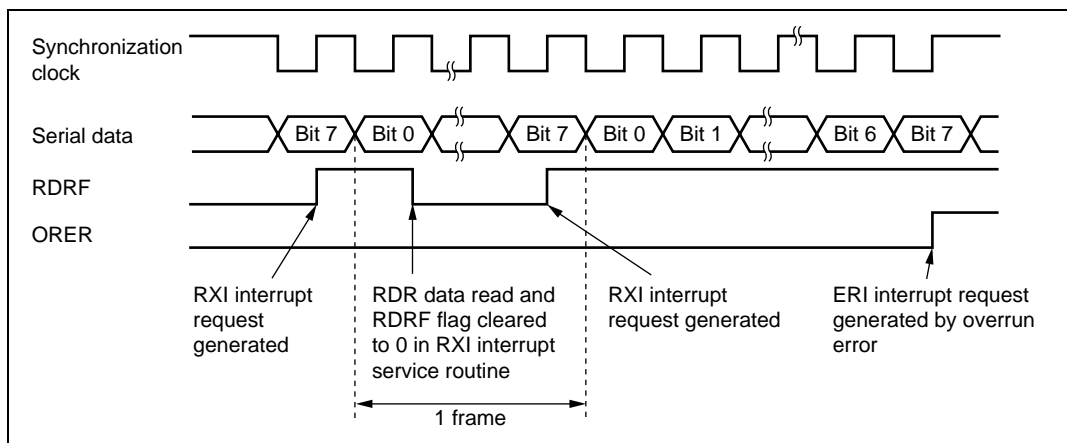 Synchronization
clock
Serial data
Bit 7 Bit 0 Bit 7 Bit 0 Bit 1 Bit 6 Bit 7
RDRF
ORER
RXI interrupt
request
generated
RDR data read and
RDRF flag cleared
to 0 in RXI interrupt
service routine
RXI interrupt
request generated
ERI interrupt request
generated by overrun
error
1 frame